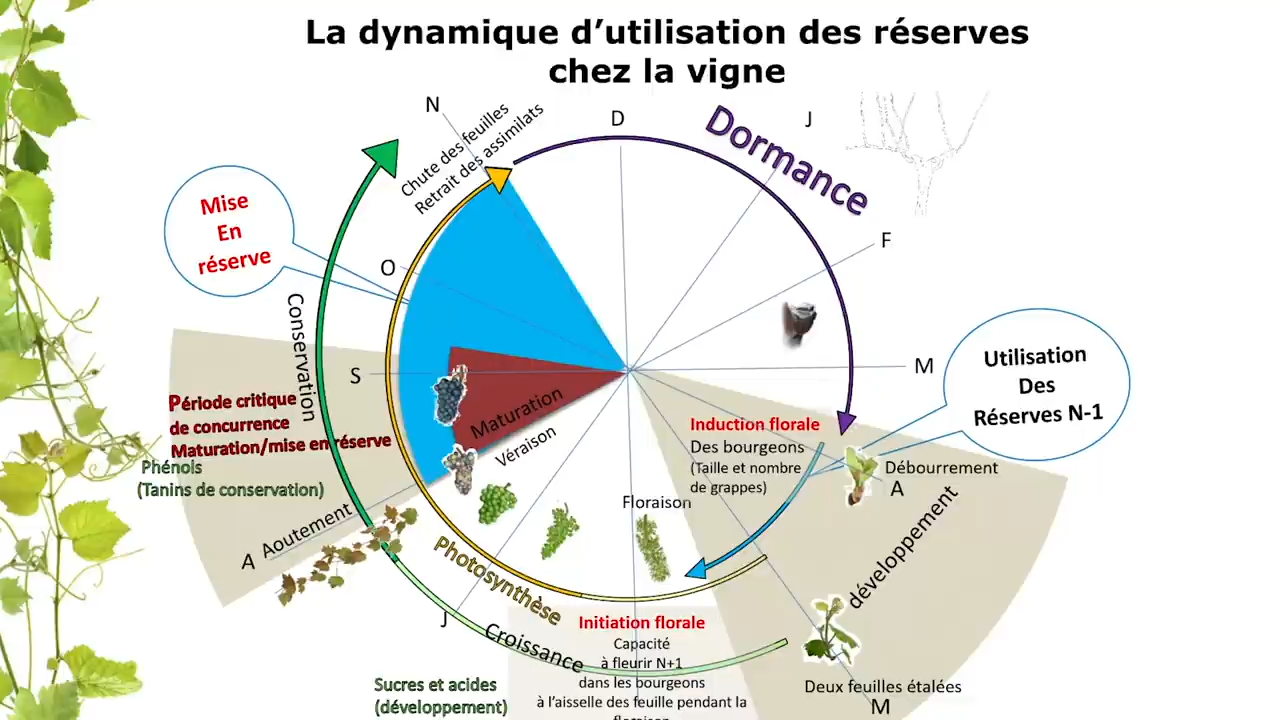 La dynamique d’utilisation des réserves
chez la vigne
N
D
J
Dormance
Chute des feuilles
Retrait des assimilats
Mise
En
réserve
O
F
Conservation
S
M
Utilisation
Des
Réserves N-1
Période critique
de concurrence
Maturation/mise en réserve
Maturation
Véraison
Induction florale
Des bourgeons
(Taille et nombre
de grappes)
Phénols
(Tanins de conservation)
Débourrement
A
Floraison
développement
Aoutement
A
Photosynthèse
J
Croissance
Initiation florale
Capacité
à fleurir N+1
dans les bourgeons
à l’aisselle des feuille pendant la
floraison
Sucres et acides
(développement)
Deux feuilles étalées
M